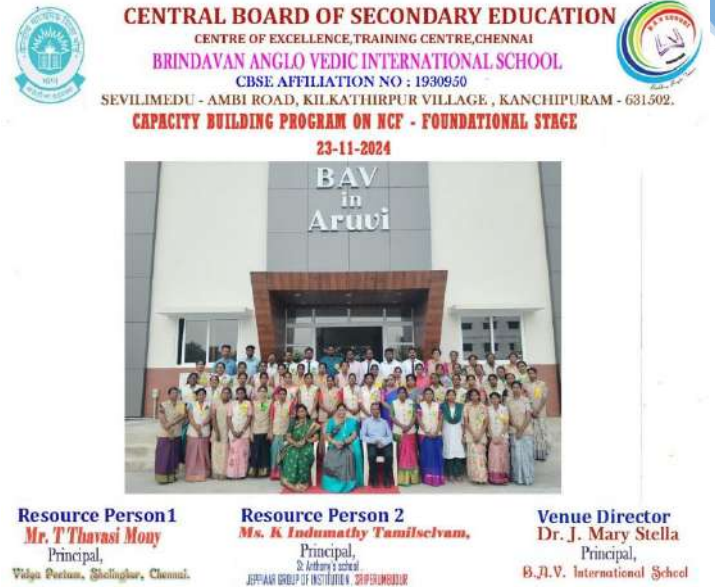 CENTRAL BOARD OF SECONDARY EDUCATION
CENTRE OF EXCELLENCE,TRAINING CENTRE,CHENNAI
BRINDAVAN ANGLO VEDIC INTERNATIONAL SCHOOL
CBSE AFFILIATION NO : 1930950
SEVILIMEDU - AMBI ROAD, KILKATHIRPUR VILLAGE , KANCHIPURAM - 631502.
CAPACITY BUILDING PROGRAM ON NCF - FOUNDATIONAL STAGE
23-11-2024
BAV
in
Aruvi
Resource Person1
Mr. T Thavasi Mony
Principal,
Vidya Peetam, Sholinghur, Chennai.
Resource Person 2
Ms. K Indumathy Tamilselvam,
Principal,
St Anthony's school
JEPPIAAR GROUP OF INSTITUTION, SRIPERUMBUDUR
Venue Director
Dr. J. Mary Stella
Principal,
B.A.V. International School